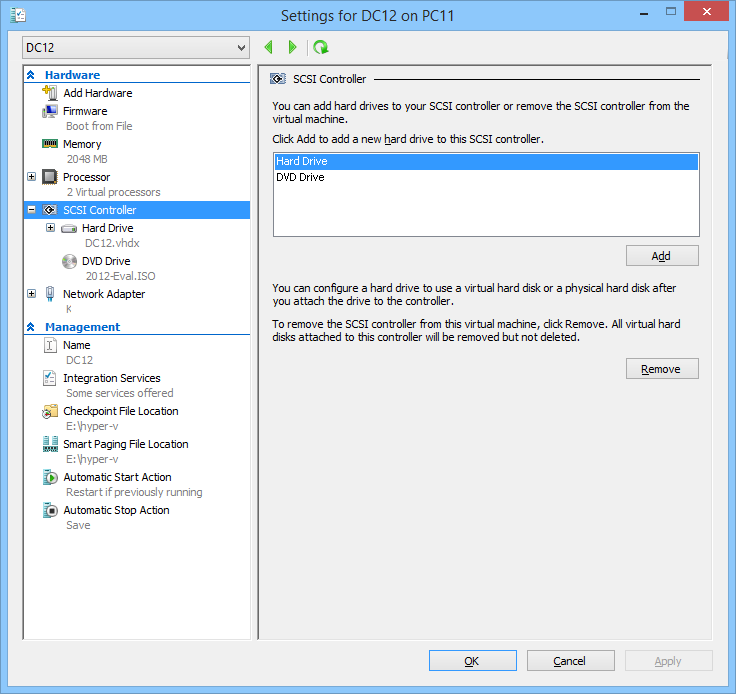 Settings for DC12 on PC11
DC12
Hardware
Add Hardware
Firmware
Boot from File
Memory
2048 MB
Processor
2 Virtual processors
SCSI Controller
Hard Drive
DC12.vhdx
DVD Drive
2012-Eval.ISO
Network Adapter
K
Management
Name
DC12
Integration Services
Some services offered
Checkpoint File Location
E:\hyper-v
Smart Paging File Location
E:\hyper-v
Automatic Start Action
Restart if previously running
Automatic Stop Action
Save
SCSI Controller
You can add hard drives to your SCSI controller or remove the SCSI controller from the
virtual machine.
Click Add to add a new hard drive to this SCSI controller.
Hard Drive
DVD Drive
Add
You can configure a hard drive to use a virtual hard disk or a physical hard disk after
you attach the drive to the controller.
To remove the SCSI controller from this virtual machine, click Remove. All virtual hard
disks attached to this controller will be removed but not deleted.
Remove
OK
Cancel
Apply